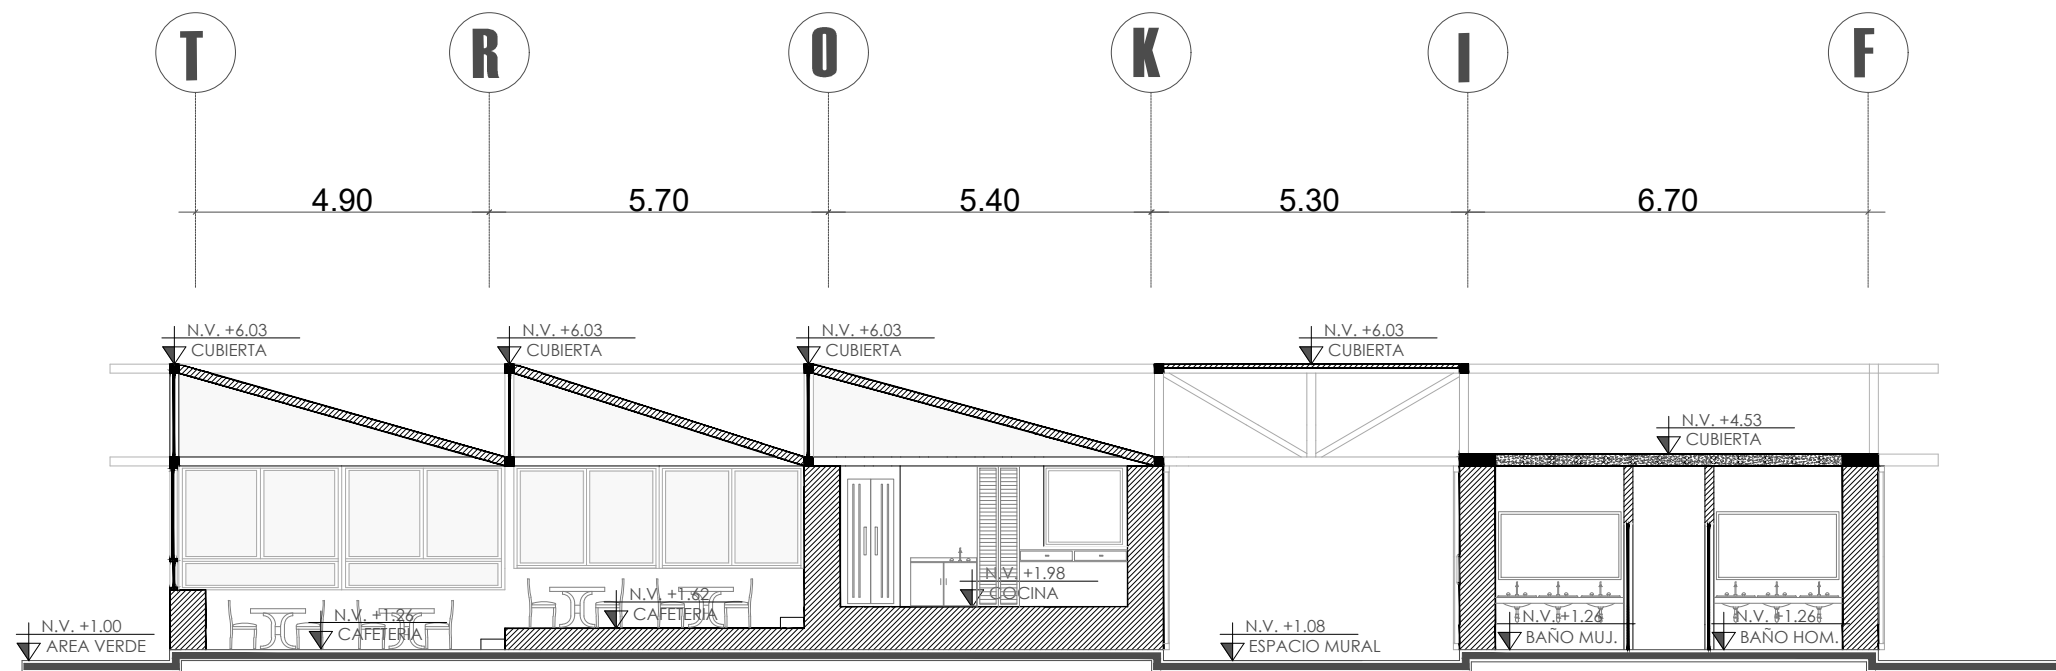 T R O K I F
4.90 5.70 5.40 5.30 6.70
N.V. +6.03 N.V. +6.03 N.V. +6.03 N.V. +6.03
CUBIERTA CUBIERTA CUBIERTA CUBIERTA
N.V. +4.53
CUBIERTA
N.V. +1.98
COCINA
N.V. +1.62
CAFETERIA
N.V. +1.26 N.V. +1.26 N.V. +1.26
CAFETERIA BAÑO MUJ. BAÑO HOM.
N.V. +1.00 N.V. +1.08
AREA VERDE ESPACIO MURAL